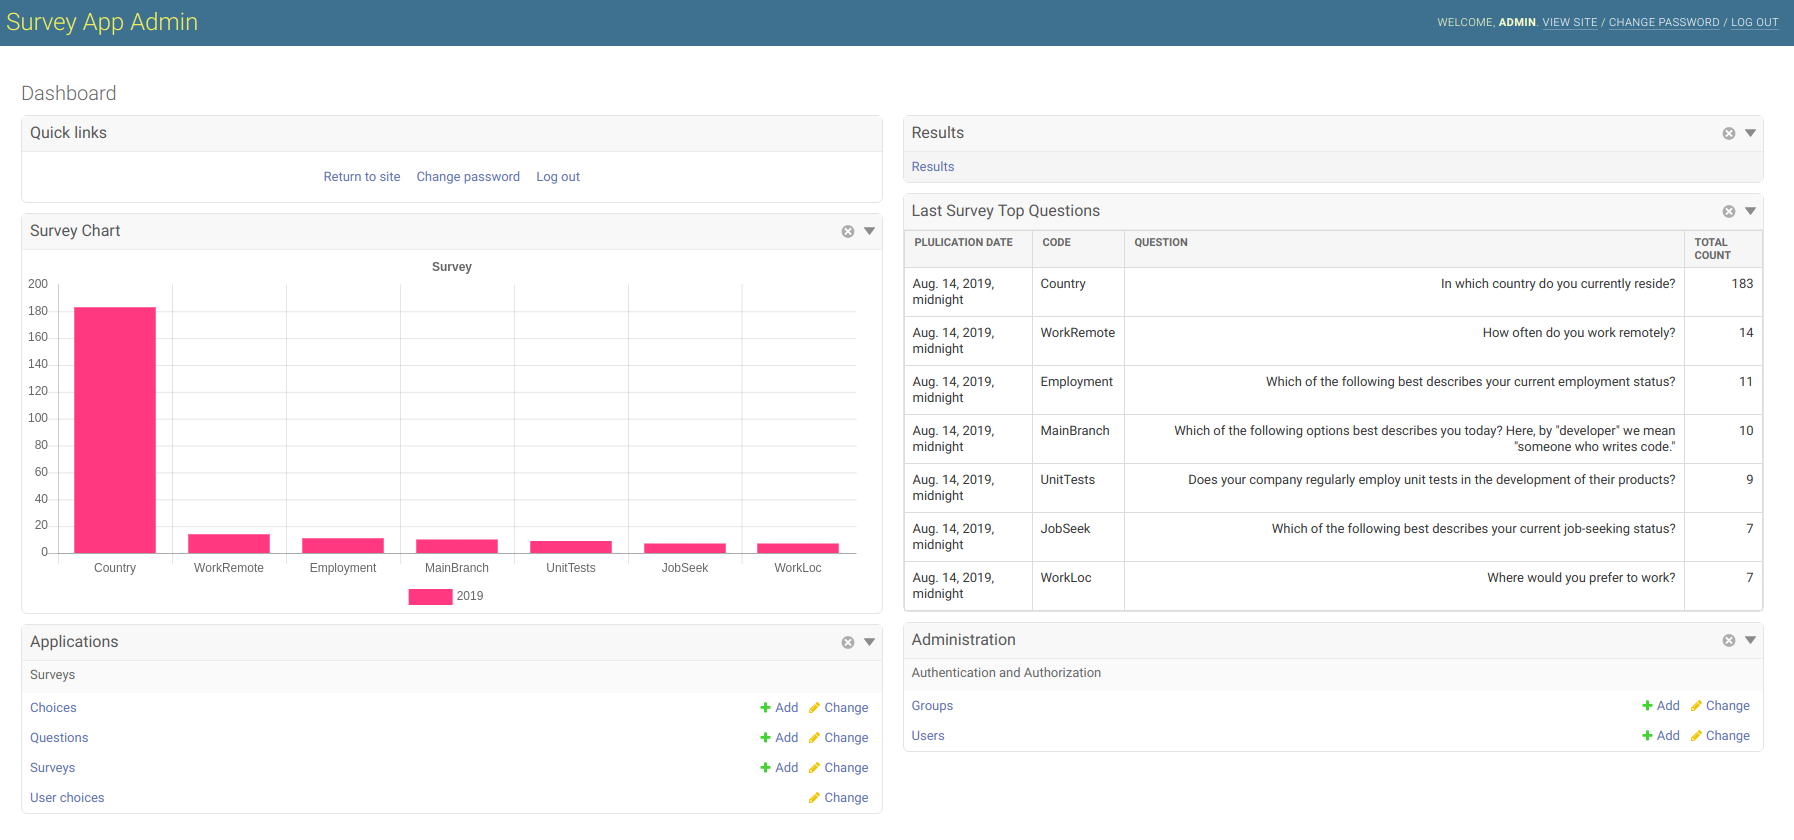 Survey App Admin
WELCOME, ADMIN. VIEW SITE / CHANGE PASSWORD / LOG OUT
Dashboard
Quick links
Return to site Change password Log out
Survey Chart
Survey
200
180
160
140
120
100
80
60
40
20
0
Country WorkRemote Employment MainBranch UnitTests JobSeek WorkLoc
2019
Applications
Surveys
Choices Add Change
Questions Add Change
Surveys Add Change
User choices Change
Results
Results
Last Survey Top Questions
PLULICATION DATE CODE QUESTION TOTAL
COUNT
Aug. 14, 2019, Country In which country do you currently reside? 183
midnight
Aug. 14, 2019, WorkRemote How often do you work remotely? 14
midnight
Aug. 14, 2019, Employment Which of the following best describes your current employment status? 11
midnight
Aug. 14, 2019, MainBranch Which of the following options best describes you today? Here, by "developer" we mean 10
midnight "someone who writes code."
Aug. 14, 2019, UnitTests Does your company regularly employ unit tests in the development of their products? 9
midnight
Aug. 14, 2019, JobSeek Which of the following best describes your current job-seeking status? 7
midnight
Aug. 14, 2019, WorkLoc Where would you prefer to work? 7
midnight
Administration
Authentication and Authorization
Groups Add Change
Users Add Change